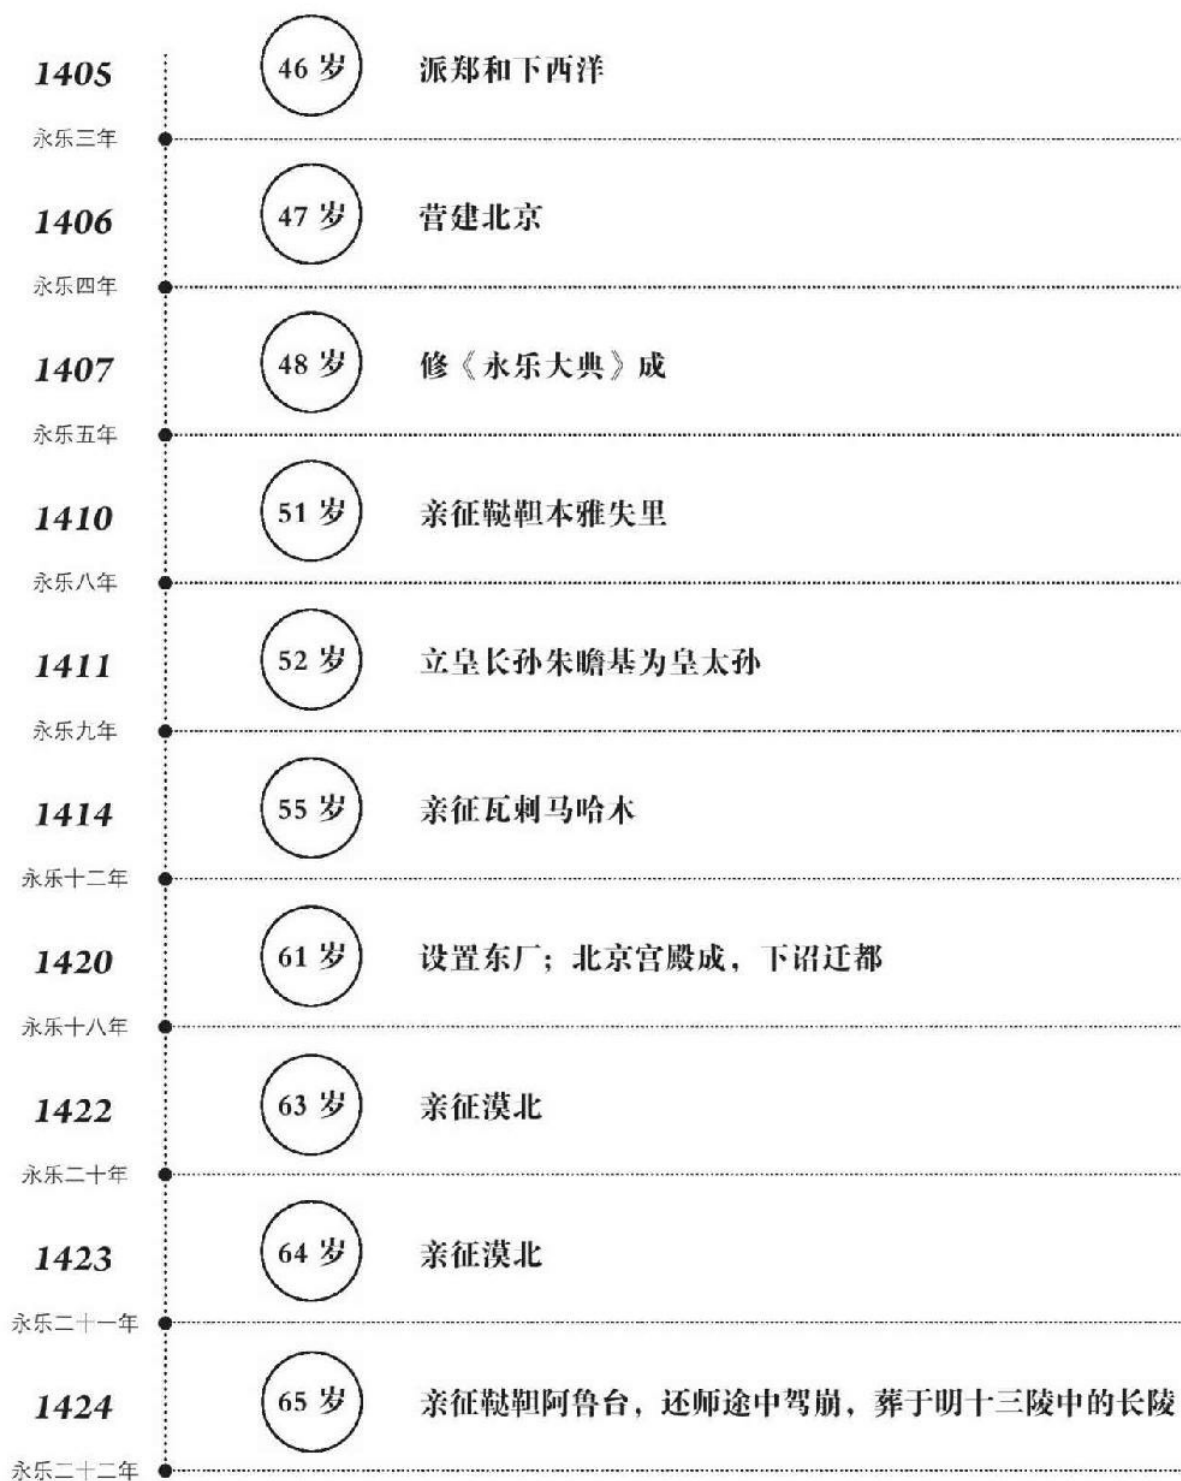 1405 46 岁 派郑和下西洋
永乐三年
1406 47 岁 营建北京
永乐四年
1407 48 岁 修《永乐大典》成
永乐五年
1410 51 岁 亲征鞑靼本雅失里
永乐八年
1411 52 岁 立皇长孙朱瞻基为皇太孙
永乐九年
1414 55 岁 亲征瓦剌马哈木
永乐十二年
1420 61 岁 设置东厂；北京宫殿成，下诏迁都
永乐十八年
1422 63 岁 亲征漠北
永乐二十年
1423 64 岁 亲征漠北
永乐二十一年
1424 65 岁 亲征鞑靼阿鲁台，还师途中驾崩，葬于明十三陵中的长陵
永乐二十二年